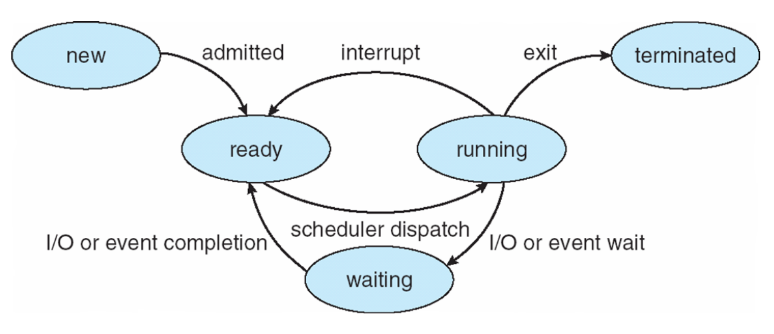 new
admitted
interrupt
exit
terminated
ready
running
scheduler dispatch
I/O or event completion
I/O or event wait
waiting